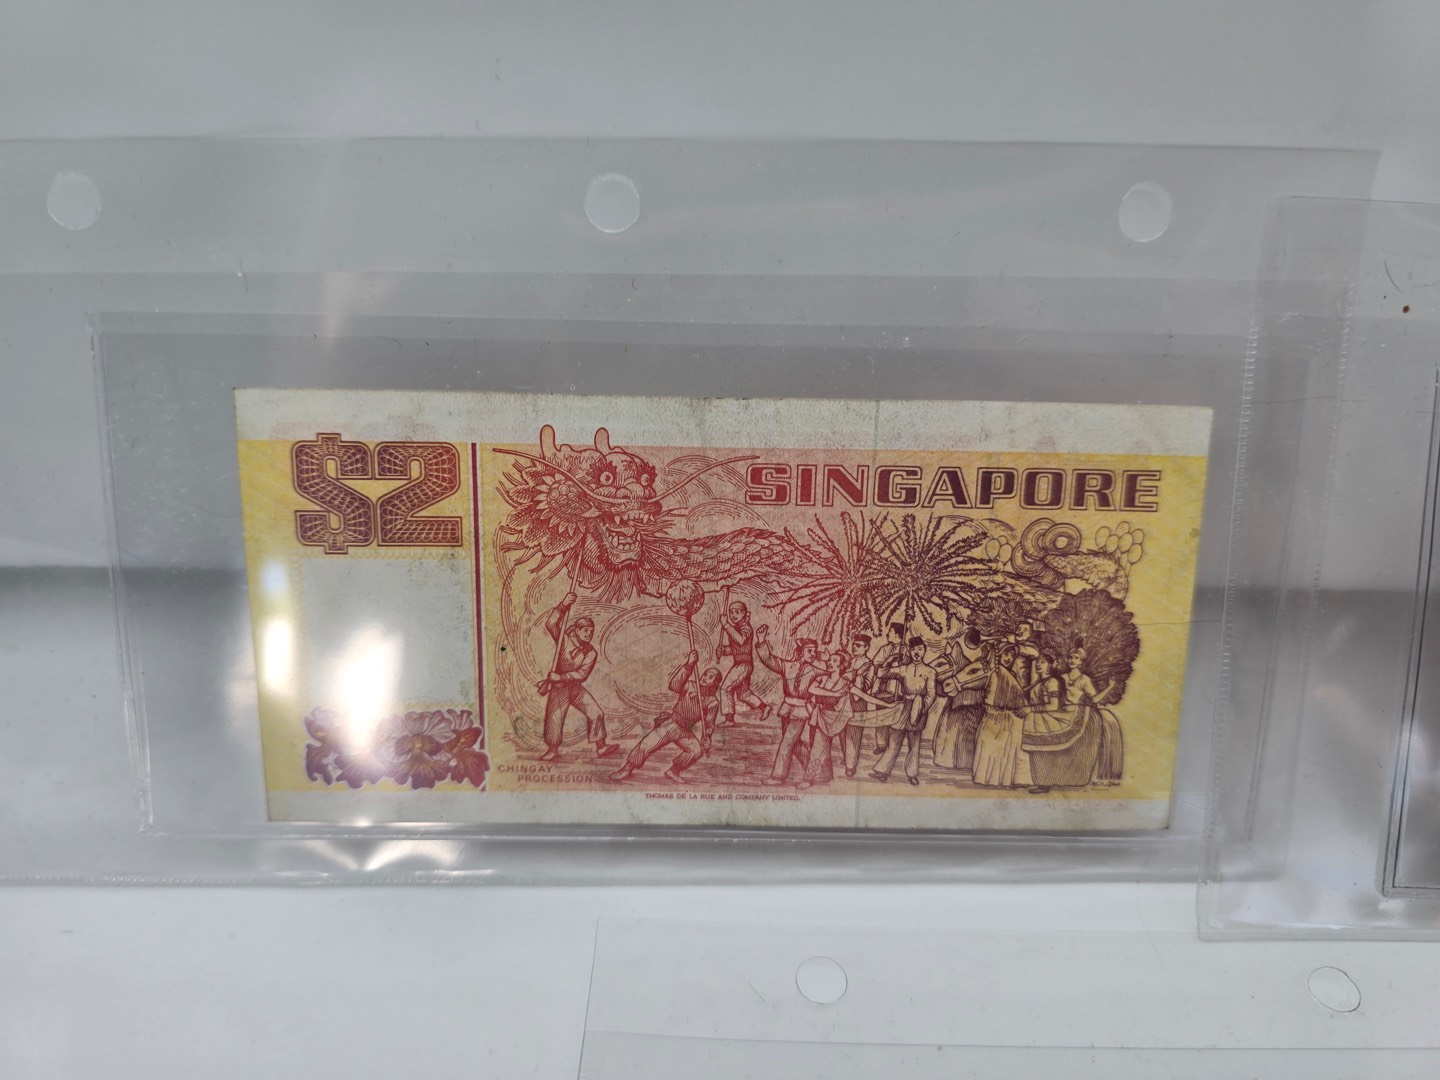 $2
SINGAPORE
CHINGAY
PROCESSION
THOMAS DE LA RUE AND COMPANY LIMITED.